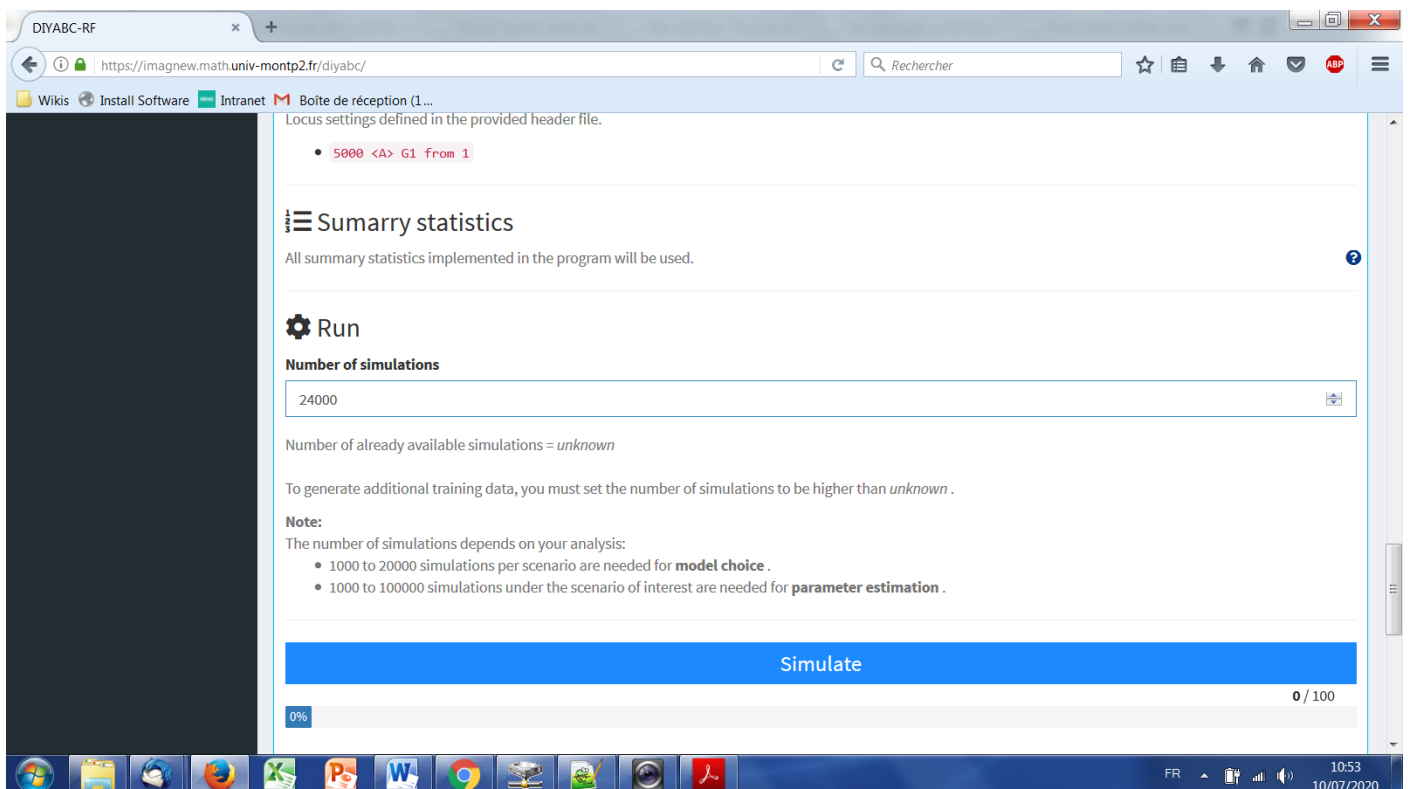 DIYABC-RF
https://imagnew.math.univ-montp2.fr/diyabc/
Rechercher
ABP
Wikis Install Software Intranet Boîte de réception (1...
Locus settings defined in the provided header file.
5000 <A> G1 from 1
Sumarry statistics
All summary statistics implemented in the program will be used.
Run
Number of simulations
24000
Number of already available simulations = unknown
To generate additional training data, you must set the number of simulations to be higher than unknown .
Note:
The number of simulations depends on your analysis:
1000 to 20000 simulations per scenario are needed for model choice .
1000 to 100000 simulations under the scenario of interest are needed for parameter estimation .
Simulate
0 / 100
0%
FR
10:53
10/07/2020